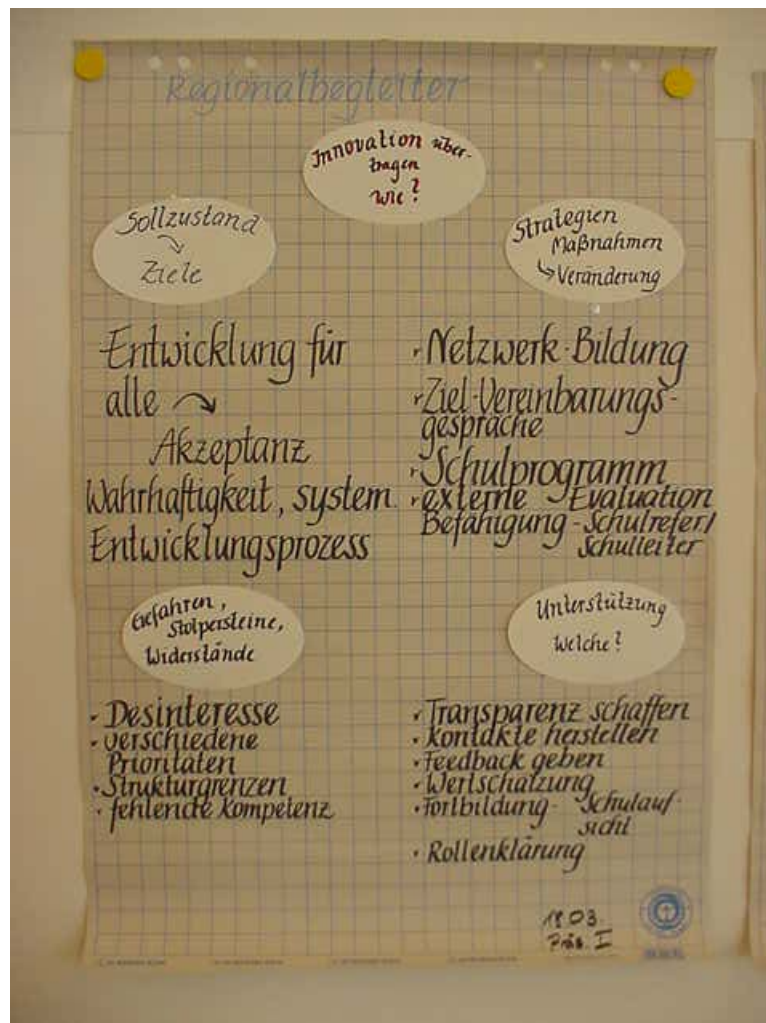 Regionalbegleiter
Innovation über-
tragen
wie?
Sollzustand
Ziele
Strategien
Maßnahmen
Veränderung
Entwicklung für
alle
Akzeptanz
Wahrhaftigkeit, system.
Entwicklungsprozess
Netzwerk-Bildung
Ziel-Vereinbarungs-
gespräche
Schulprogramm
externe Evaluation
Befähigung - Schulrefer/
Schulleiter
Gefahren,
Stolpersteine,
Widerstände
Desinteresse
verschiedene
Prioritäten
Strukturgrenzen
fehlende Kompetenz
Unterstützung
Welche?
Transparenz schaffen
Kontakte herstellen
Feedback geben
Wertschätzung
Fortbildung - Schulauf-
sicht
Rollenklärung
18.03.